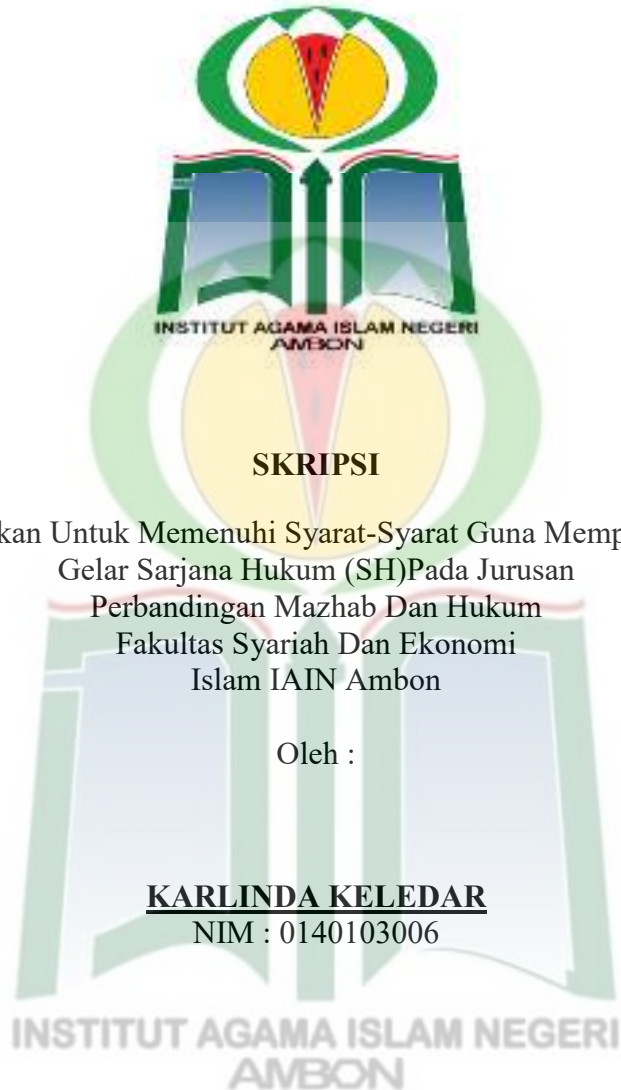 INSTITUT AGAMA ISLAM NEGERI
AMBON
SKRIPSI
Untuk Memenuhi Syarat-Syarat Guna
Gelar Sarjana Hukum (SH)Pada Jurusan
Perbandingan Mazhab Dan Hukum
Fakultas Syariah Dan Ekonomi
Islam IAIN Ambon
Oleh :
KARLINDA KELEDAR
NIM : 0140103006
INSTITUT AGAMA ISLAM NEGERI
AMBON